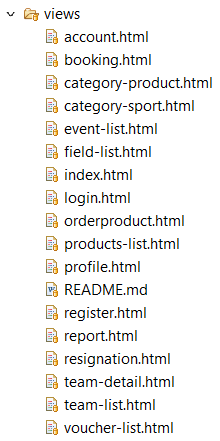 views
account.html
booking.html
category-product.html
category-sport.html
event-list.html
field-list.html
index.html
login.html
orderproduct.html
products-list.html
profile.html
README.md
register.html
report.html
resignation.html
team-detail.html
team-list.html
voucher-list.html